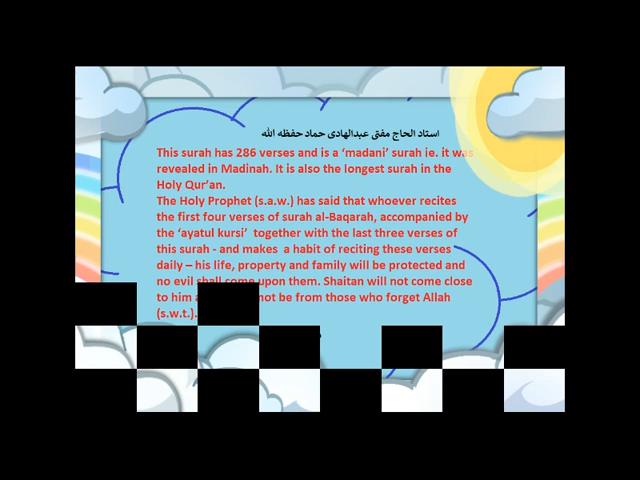 استاد الحاج مفتی عبدالهادی حماد حفظه الله
This surah has 286 verses and is a ‘madani’ surah ie. it was
revealed in Madinah. It is also the longest surah in the
Holy Qur’an.
The Holy Prophet (s.a.w.) has said that whoever recites
the first four verses of surah al-Baqarah, accompanied by
the ‘ayatul kursi’ together with the last three verses of
this surah - and makes a habit of reciting these verses
daily – his life, property and family will be protected and
no evil shall come upon them. Shaitan will not come close
to him not be from those who forget Allah
(s.w.t.).